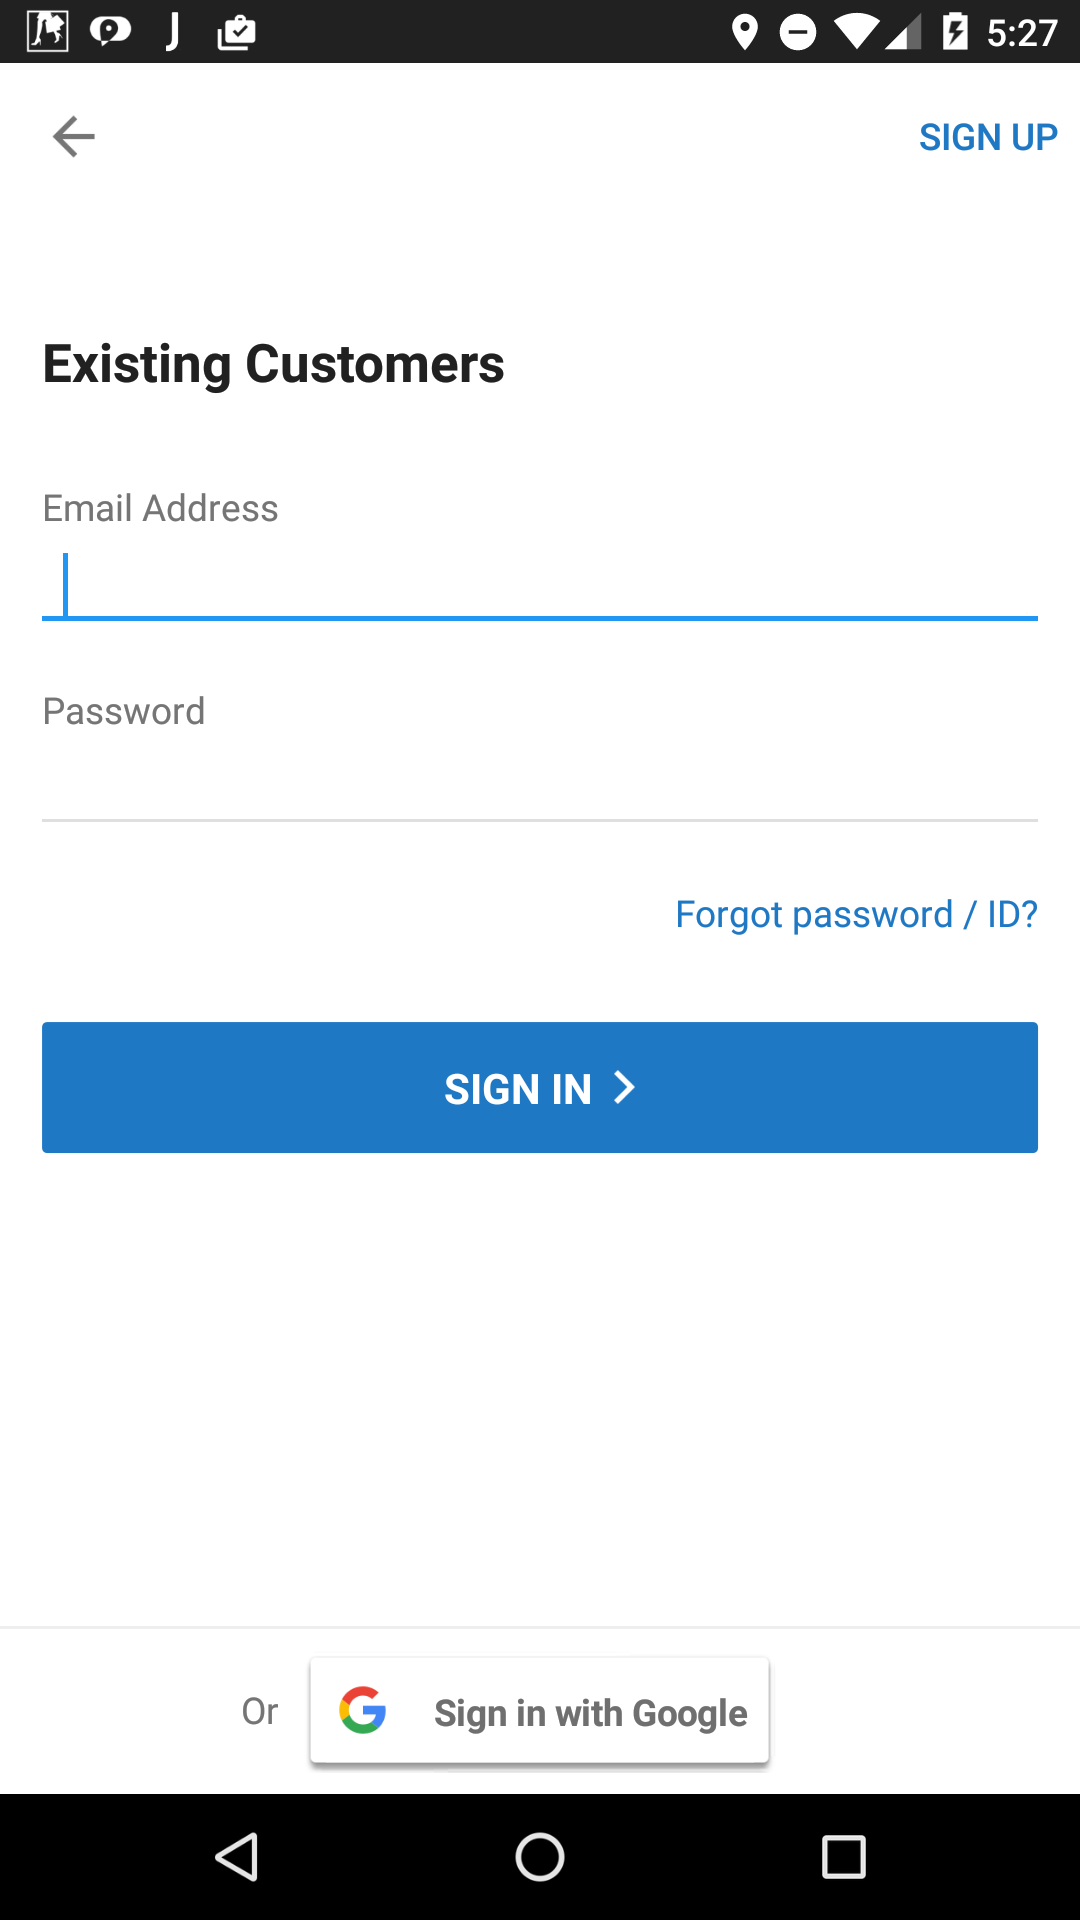 5:27
SIGN UP
Existing Customers
Email Address
Password
Forgot password / ID?
SIGN IN
Or
Sign in with Google